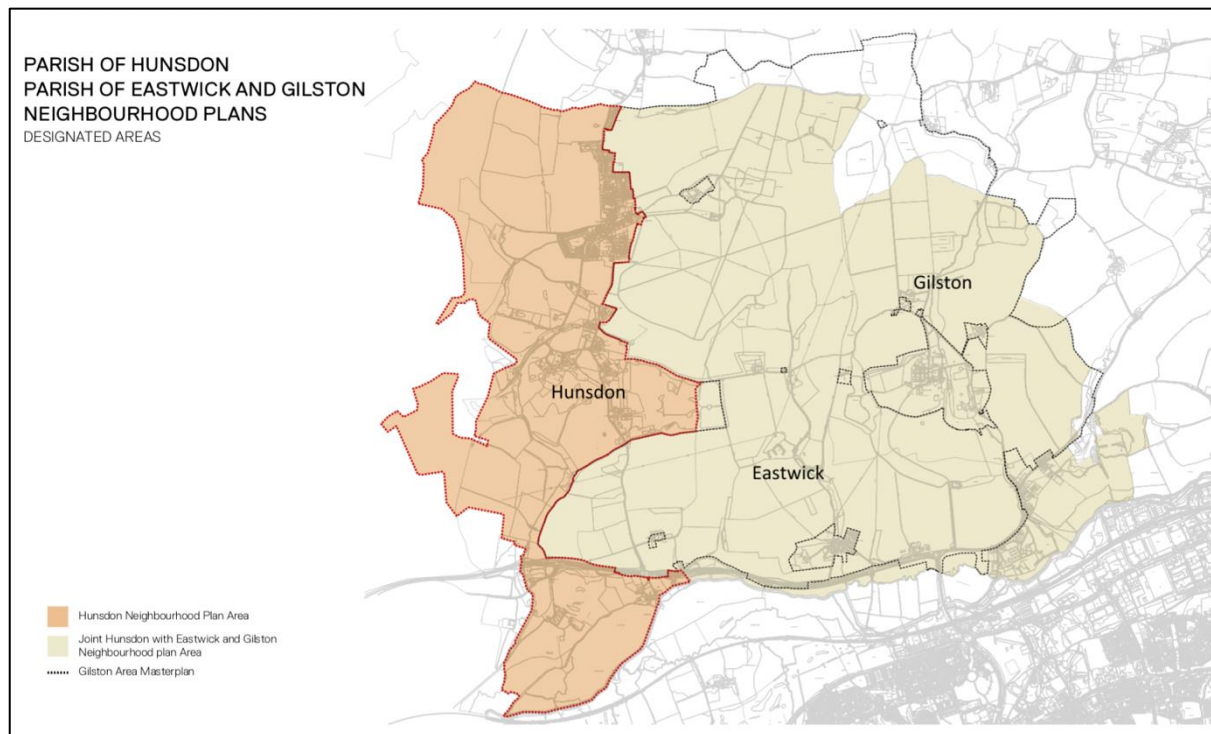 PARISH OF HUNSDON
PARISH OF EASTWICK AND GILSTON
NEIGHBOURHOOD PLANS
DESIGNATED AREAS
Gilston
Hunsdon
Eastwick
Hunsdon Neighbourhood Plan Area
Joint Hunsdon with Eastwick and Gilston
Neighbourhood plan Area
Gilston Area Masterplan